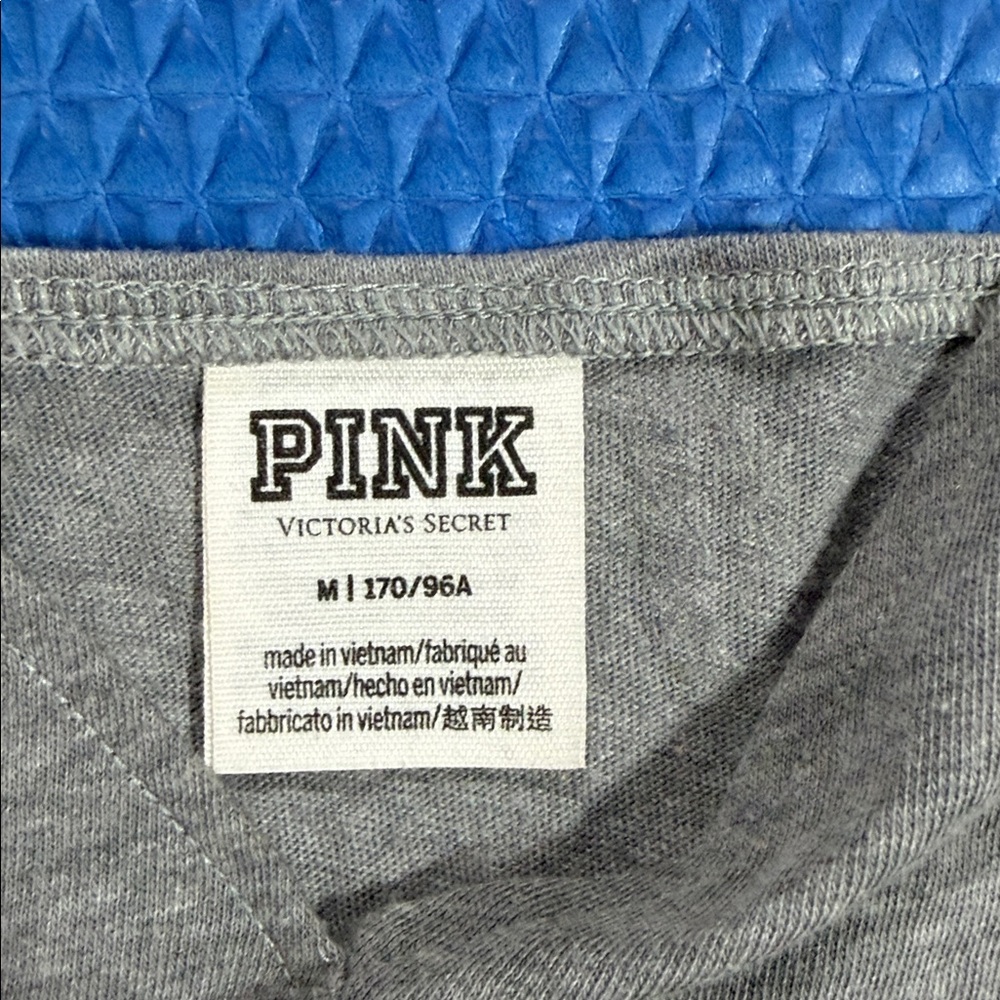 PINK
VICTORIA'S SECRET
M | 170/96A
made in vietnam/fabriqué au
vietnam/hecho en vietnam/
fabbricato in vietnam/越南制造